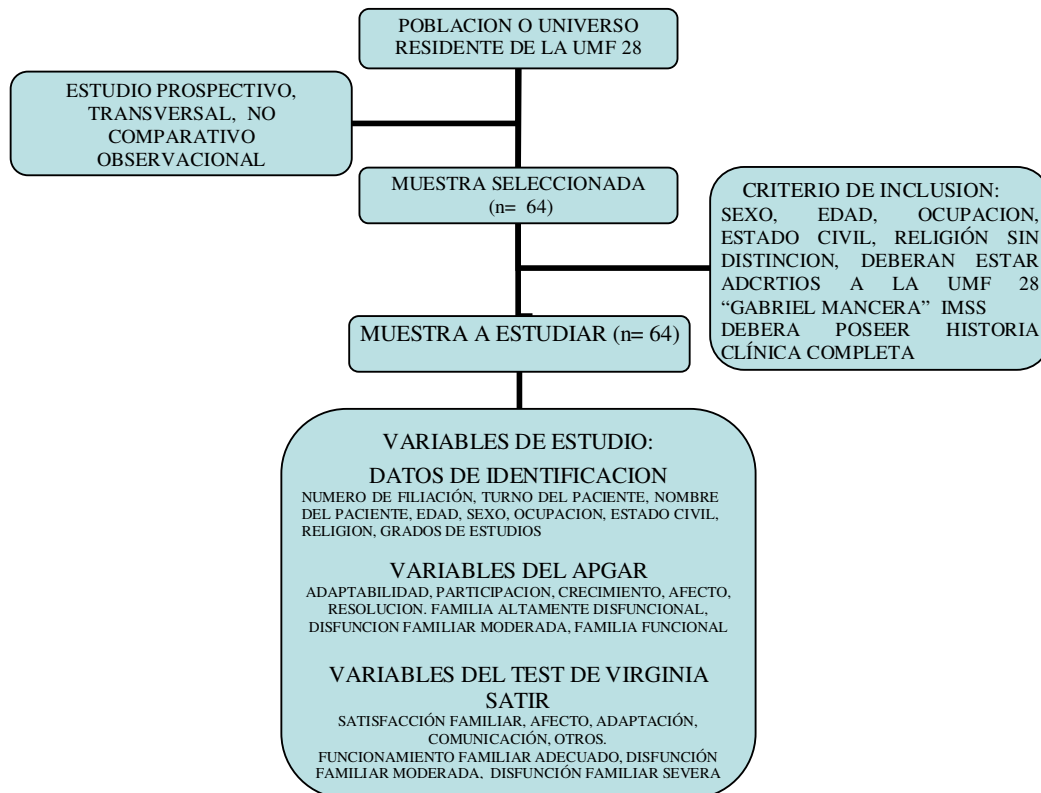 POBLACION O UNIVERSO
RESIDENTE DE LA UMF 28
ESTUDIO PROSPECTIVO,
TRANSVERSAL, NO
COMPARATIVO
OBSERVACIONAL
MUESTRA SELECCIONADA
(n= 64)
CRITERIO DE INCLUSION:
SEXO, EDAD, OCUPACION,
ESTADO CIVIL, RELIGIÓN SIN
DISTINCION, DEBERAN ESTAR
ADCRTIOS A LA UMF 28
“GABRIEL MANCERA” IMSS
DEBERA POSEER HISTORIA
CLÍNICA COMPLETA
MUESTRA A ESTUDIAR (n= 64)
VARIABLES DE ESTUDIO:
DATOS DE IDENTIFICACION
NUMERO DE FILIACIÓN, TURNO DEL PACIENTE, NOMBRE
DEL PACIENTE, EDAD, SEXO, OCUPACION, ESTADO CIVIL,
RELIGION, GRADOS DE ESTUDIOS
VARIABLES DEL APGAR
ADAPTABILIDAD, PARTICIPACION, CRECIMIENTO, AFECTO,
RESOLUCION. FAMILIA ALTAMENTE DISFUNCIONAL,
DISFUNCION FAMILIAR MODERADA, FAMILIA FUNCIONAL
VARIABLES DEL TEST DE VIRGINIA
SATIR
SATISFACCIÓN FAMILIAR, AFECTO, ADAPTACIÓN,
COMUNICACIÓN, OTROS.
FUNCIONAMIENTO FAMILIAR ADECUADO, DISFUNCIÓN
FAMILIAR MODERADA, DISFUNCIÓN FAMILIAR SEVERA